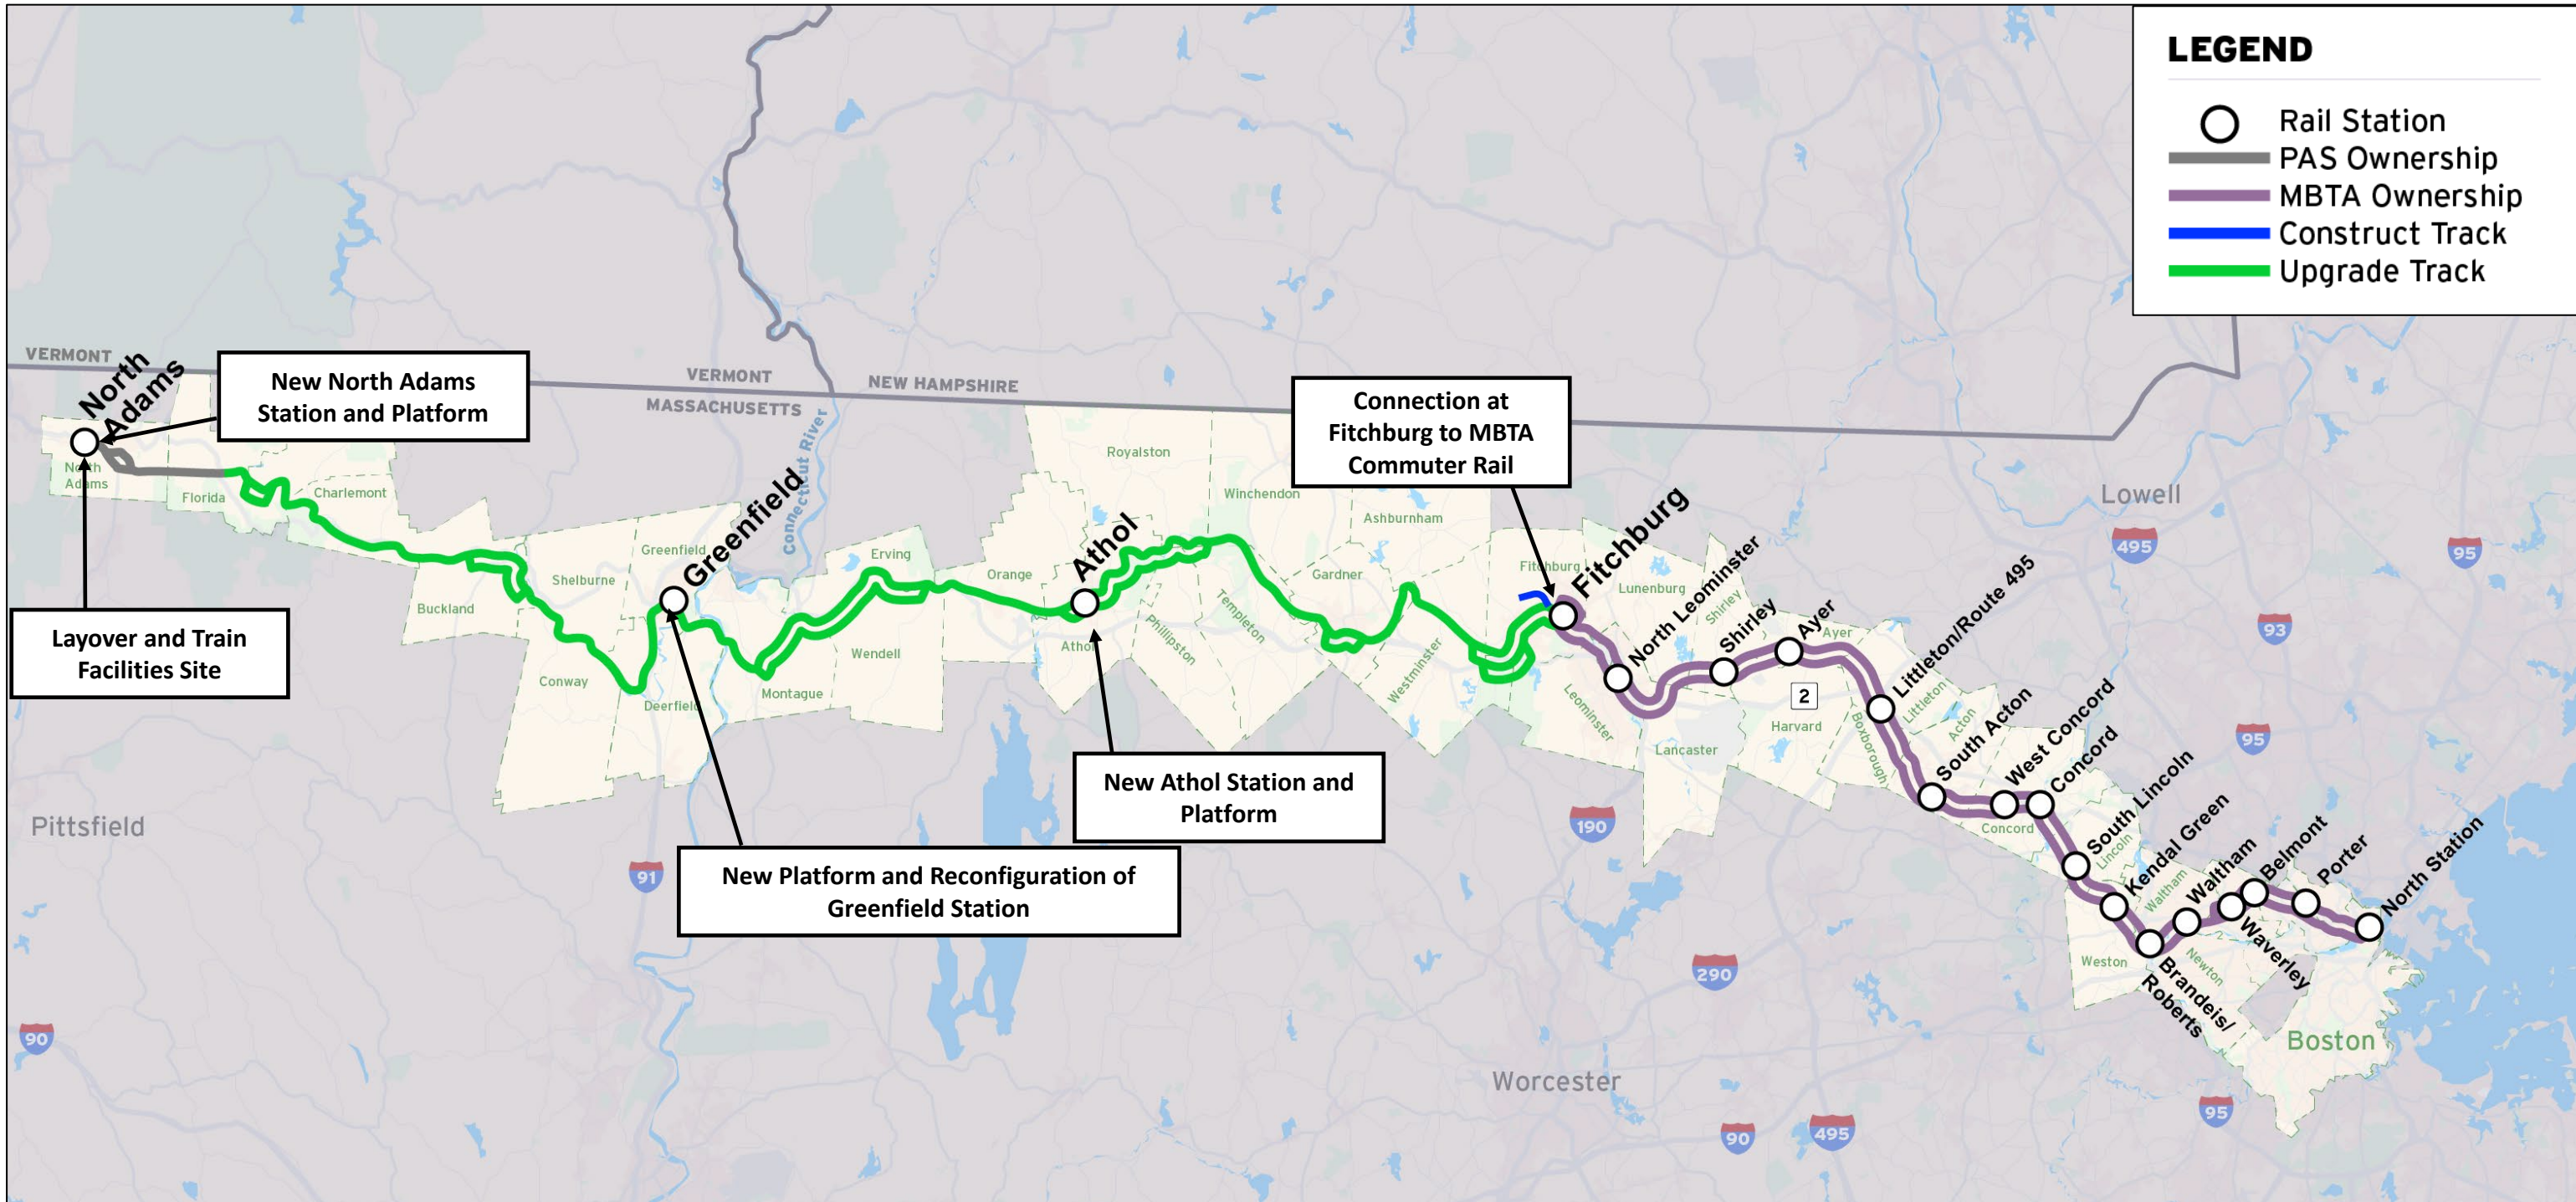 LEGEND
Rail Station
PAS Ownership
MBTA Ownership
Construct Track
Upgrade Track
VERMONT
North
Adams
New North Adams
Station and Platform
VERMONT
MASSACHUSETTS
NEW HAMPSHIRE
Connecticut River
Connection at
Fitchburg to MBTA
Commuter Rail
North
Adams
Florida
Charlemont
Greenfield
Greenfield
Erving
Orange
Athol
Royalston
Winchendon
Ashburnham
Gardner
Fitchburg
Fitchburg
Lunenburg
Shirley
North Leominster
Shirley
Ayer
Ayer
Littleton/Route 495
Lowell
495
95
93
Layover and Train
Facilities Site
Buckland
Shelburne
Conway
Deerfield
Montague
Wendell
Athol
Phillipston
Templeton
Westminster
Leominster
Lancaster
Harvard
2
Boxborough
Littleton
Acton
South Acton
West Concord
Concord
Concord
95
New Athol Station and
Platform
Pittsfield
91
New Platform and Reconfiguration of
Greenfield Station
190
South Lincoln
Lincoln
Kendal Green
Waltham
Waltham
Belmont
Porter
North Station
Weston
Brandeis/
Roberts
Newton
2
Waverley
290
90
Boston
Worcester
90
495
95